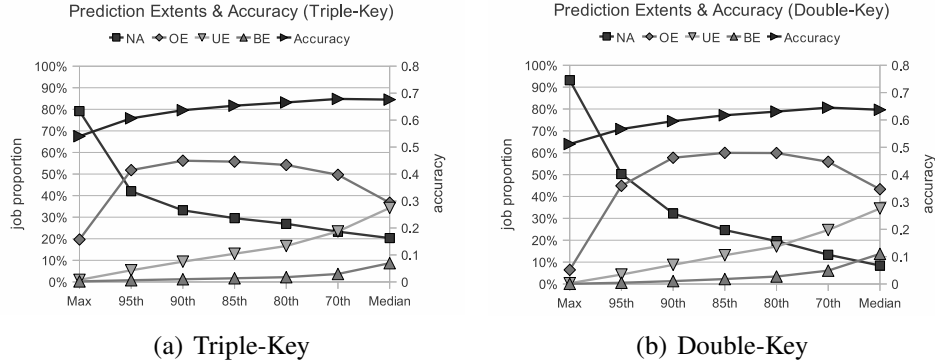 Prediction Extents & Accuracy (Triple-Key)
NA OE UE BE Accuracy
100% 0.8
90% 0.7
80% 0.6
70% 0.5
60% 0.4
50% 0.3
40% 0.2
30% 0.1
20% 0
10%
0%
job proportion
accuracy
Max 95th 90th 85th 80th 70th Median
(a) Triple-Key
Prediction Extents & Accuracy (Double-Key)
NA OE UE BE Accuracy
100% 0.8
90% 0.7
80% 0.6
70% 0.5
60% 0.4
50% 0.3
40% 0.2
30% 0.1
20% 0
10%
0%
job proportion
accuracy
Max 95th 90th 85th 80th 70th Median
(b) Double-Key